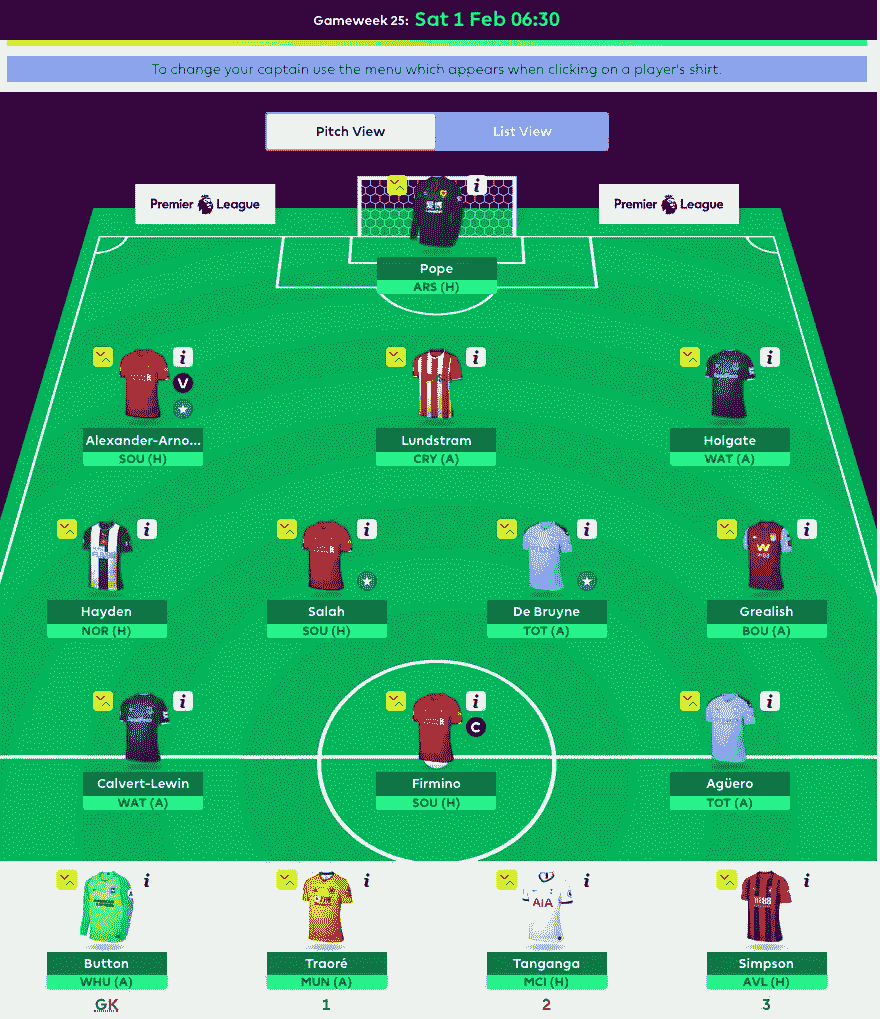 Gameweek 25: Sat 1 Feb 06:30
To change your captain use the menu which appears when clicking on a player's shirt.
Pitch View
List View
Premier League
Premier League
Pope
ARS (H)
V
Alexander-Arno...
SOU (H)
Lundstram
CRY (A)
Holgate
WAT (A)
Hayden
NOR (H)
Salah
SOU (H)
De Bruyne
TOT (A)
Grealish
BOU (A)
C
Calvert-Lewin
WAT (A)
Firmino
SOU (H)
Agüero
TOT (A)
AIA
Button
WHU (A)
Traoré
MUN (A)
Tanganga
MCI (H)
Simpson
AVL (H)
GK
1
2
3